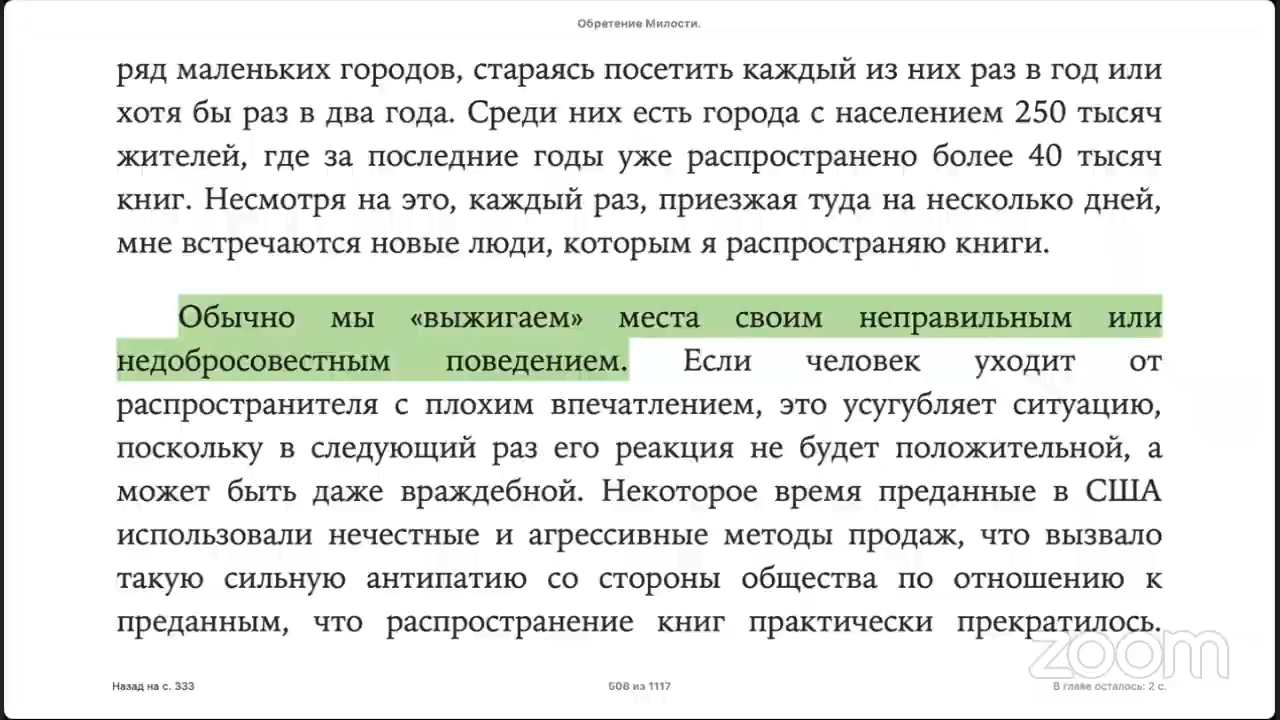 Обретение Милости.
ряд маленьких городов, стараясь посетить каждый из них раз в год или
хотя бы раз в два года. Среди них есть города с населением 250 тысяч
жителей, где за последние годы уже распространено более 40 тысяч
книг. Несмотря на это, каждый раз, приезжая туда на несколько дней,
мне встречаются новые люди, которым я распространяю книги.
Обычно мы «выжигаем» места своим неправильным или
недобросовестным поведением. Если человек уходит от
распространителя с плохим впечатлением, это усугубляет ситуацию,
поскольку в следующий раз его реакция не будет положительной, а
может быть даже враждебной. Некоторое время преданные в США
использовали нечестные и агрессивные методы продаж, что вызвало
такую сильную антипатию со стороны общества по отношению к
преданным, что распространение книг практически прекратилось.
zoom
Назад на с. 333
508 из 1117
В главе осталось: 2 с.